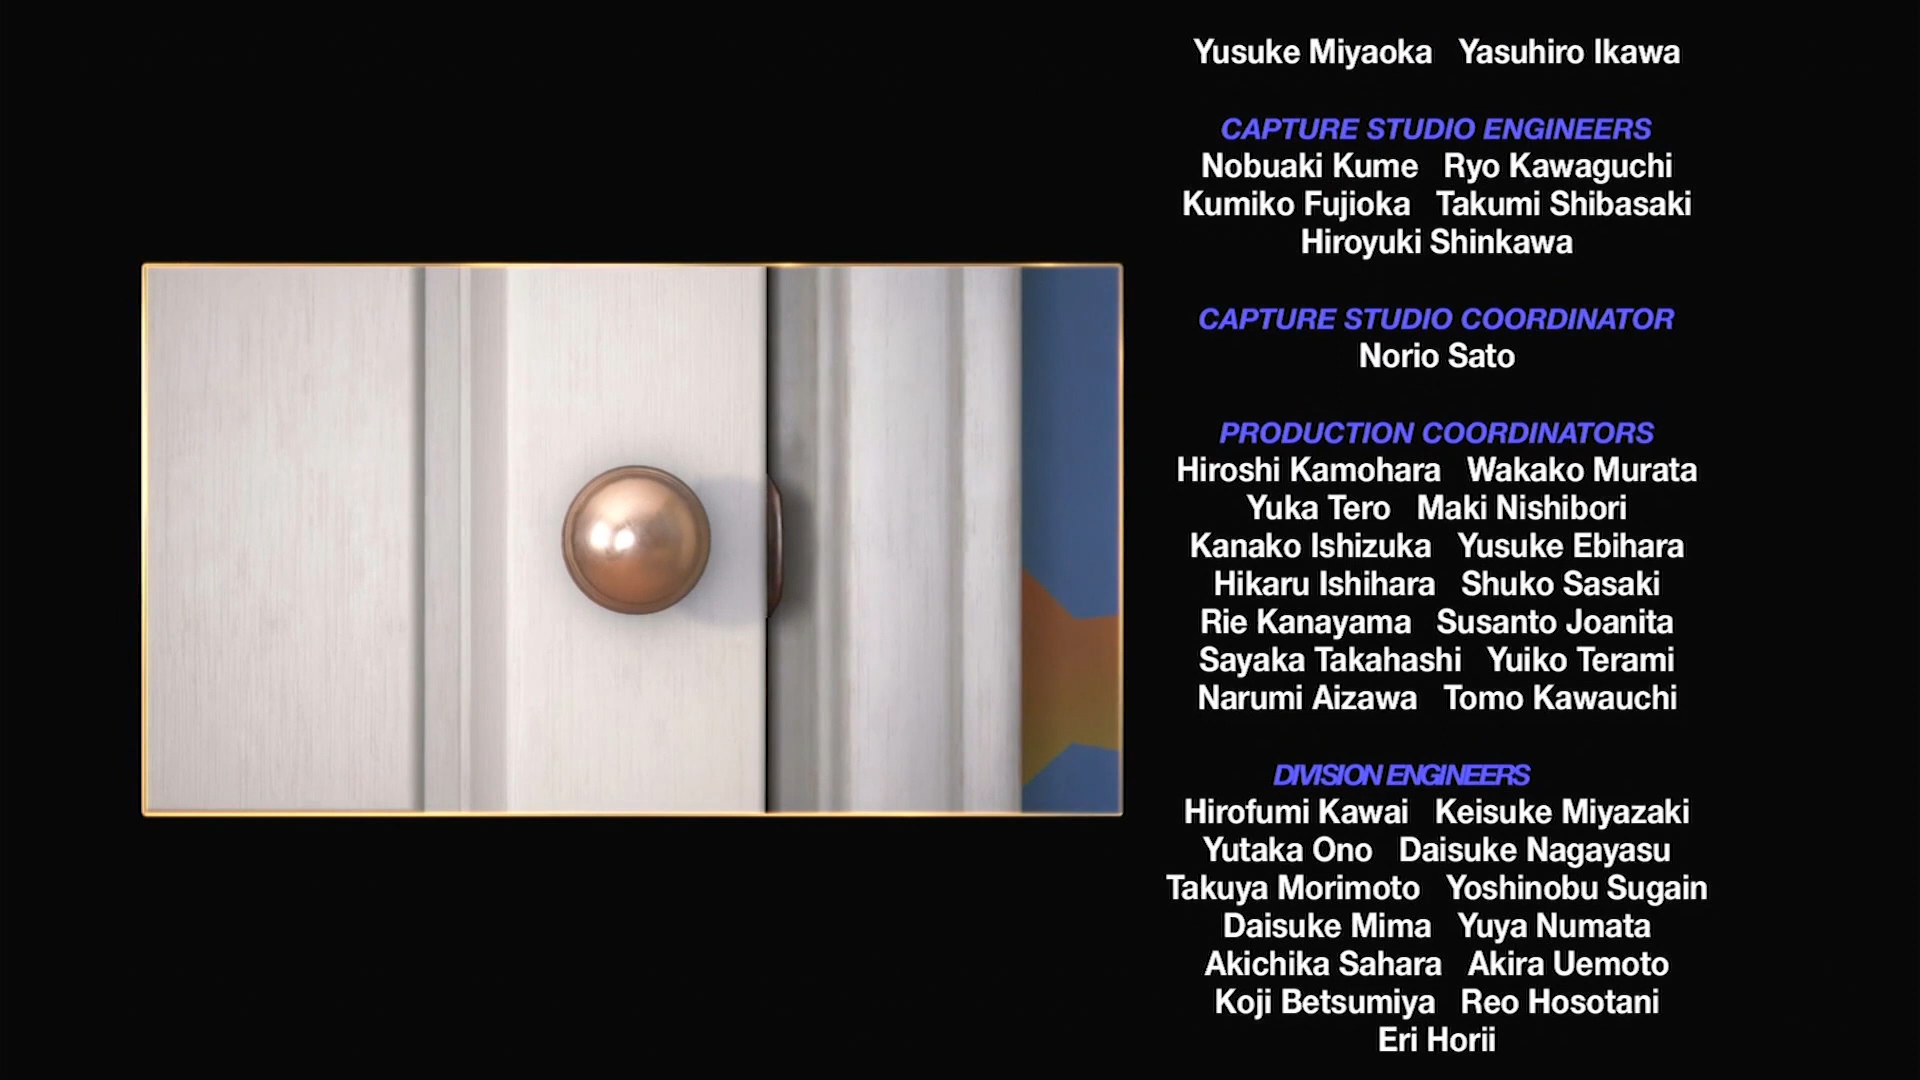 Yusuke Miyaoka Yasuhiro Ikawa
CAPTURE STUDIO ENGINEERS
Nobuaki Kume Ryo Kawaguchi
Kumiko Fujioka Takumi Shibasaki
Hiroyuki Shinkawa
CAPTURE STUDIO COORDINATOR
Norio Sato
PRODUCTION COORDINATORS
Hiroshi Kamohara Wakako Murata
Yuka Tero Maki Nishibori
Kanako Ishizuka Yusuke Ebihara
Hikaru Ishihara Shuko Sasaki
Rie Kanayama Susanto Joanita
Sayaka Takahashi Yuiko Terami
Narumi Aizawa Tomo Kawauchi
DIVISION ENGINEERS
Hirofumi Kawai Keisuke Miyazaki
Yutaka Ono Daisuke Nagayasu
Takuya Morimoto Yoshinobu Sugain
Daisuke Mima Yuya Numata
Akichika Sahara Akira Uemoto
Koji Betsumiya Reo Hosotani
Eri Horii